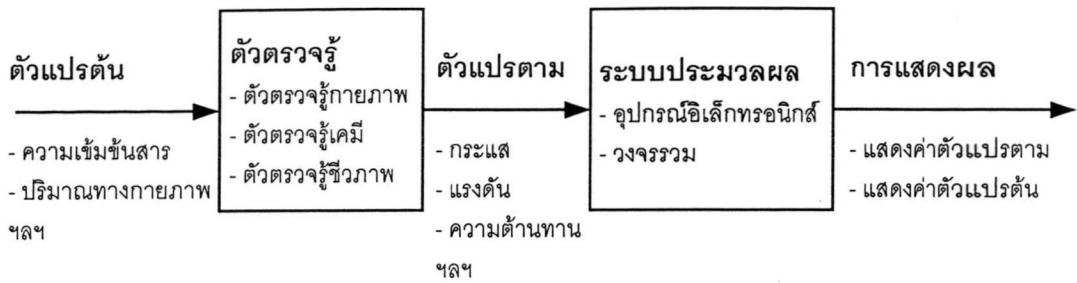 ตัวแปรต้น
- ความเข้มข้นสาร
- ปริมาณทางกายภาพ
ฯลฯ
ตัวตรวจรู้
- ตัวตรวจรู้กายภาพ
- ตัวตรวจรู้เคมี
- ตัวตรวจรู้ชีวภาพ
ตัวแปรตาม
- กระแส
- แรงดัน
- ความต้านทาน
ฯลฯ
ระบบประมวลผล
- อุปกรณ์อิเล็กทรอนิกส์
- วงจรรวม
การแสดงผล
- แสดงค่าตัวแปรตาม
- แสดงค่าตัวแปรต้น